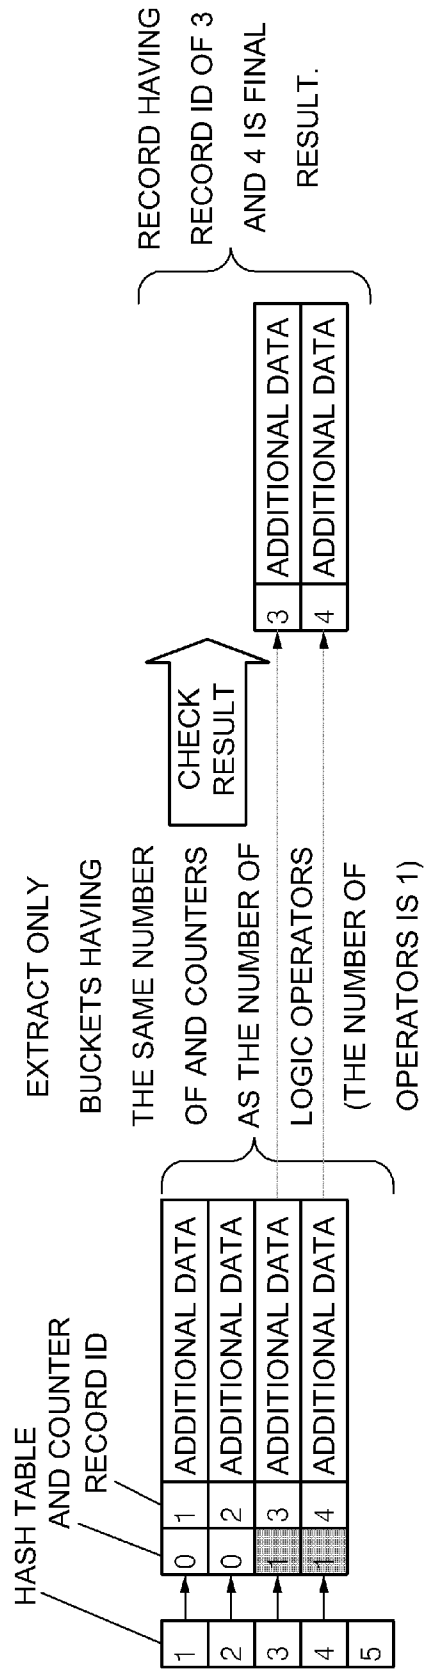 HASH TABLE
AND COUNTER
RECORD ID
1
2
3
4
5
0 1 ADDITIONAL DATA
0 2 ADDITIONAL DATA
1 3 ADDITIONAL DATA
1 4 ADDITIONAL DATA
EXTRACT ONLY
BUCKETS HAVING
THE SAME NUMBER
OF AND COUNTERS
AS THE NUMBER OF
LOGIC OPERATORS
(THE NUMBER OF
OPERATORS IS 1)
CHECK
RESULT
3 ADDITIONAL DATA
4 ADDITIONAL DATA
RECORD HAVING
RECORD ID OF 3
AND 4 IS FINAL
RESULT.